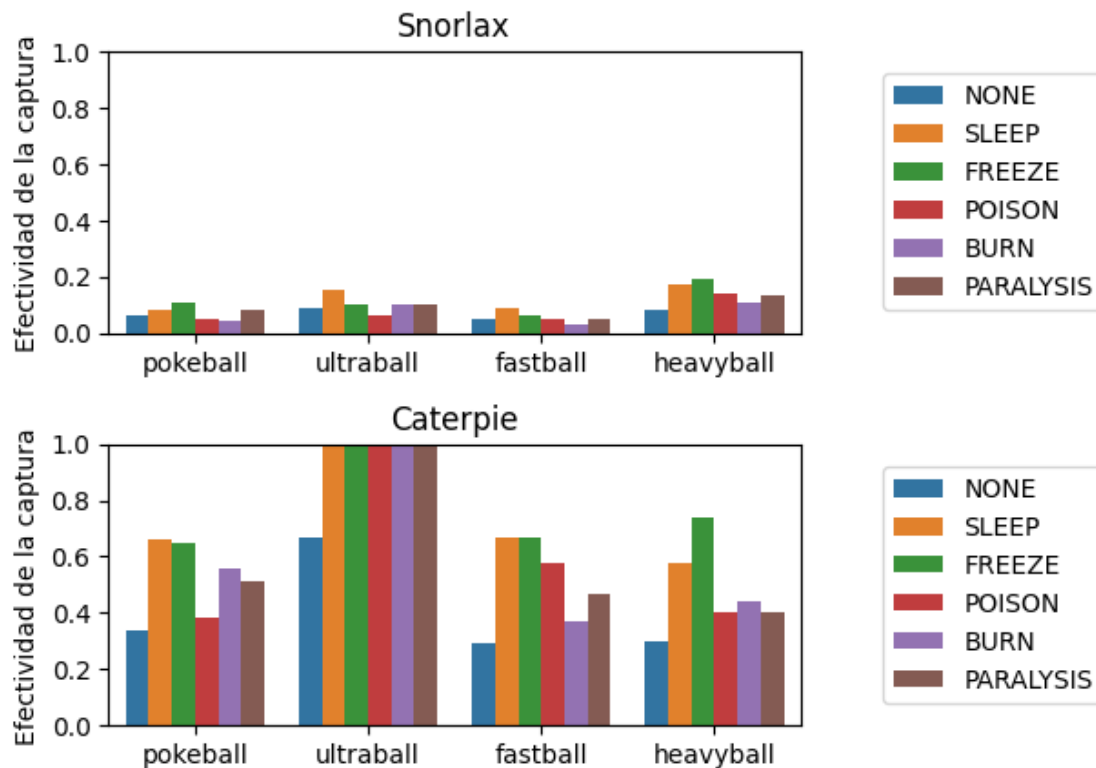 Snorlax
Efectividad de la captura
1.0
0.8
0.6
0.4
0.2
0.0
pokeball ultraball fastball heavyball
NONE
SLEEP
FREEZE
POISON
BURN
PARALYSIS
Caterpie
Efectividad de la captura
1.0
0.8
0.6
0.4
0.2
0.0
pokeball ultraball fastball heavyball
NONE
SLEEP
FREEZE
POISON
BURN
PARALYSIS